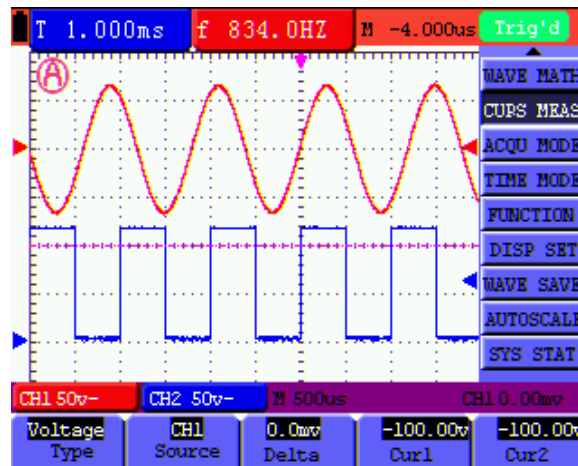 T 1.000ms f 834.0HZ M -4.000us Trig'd
A
WAVE MATH
CURS MEAS
ACQU MODE
TIME MODE
FUNCTION
DISP SET
WAVE SAVE
AUTOSCALE
SYS STAT
CH1 50v- CH2 50v- M 500us CH1 0.00mv
Voltage CH1 0.0mv -100.00v -100.00v
Type Source Delta Cur1 Cur2